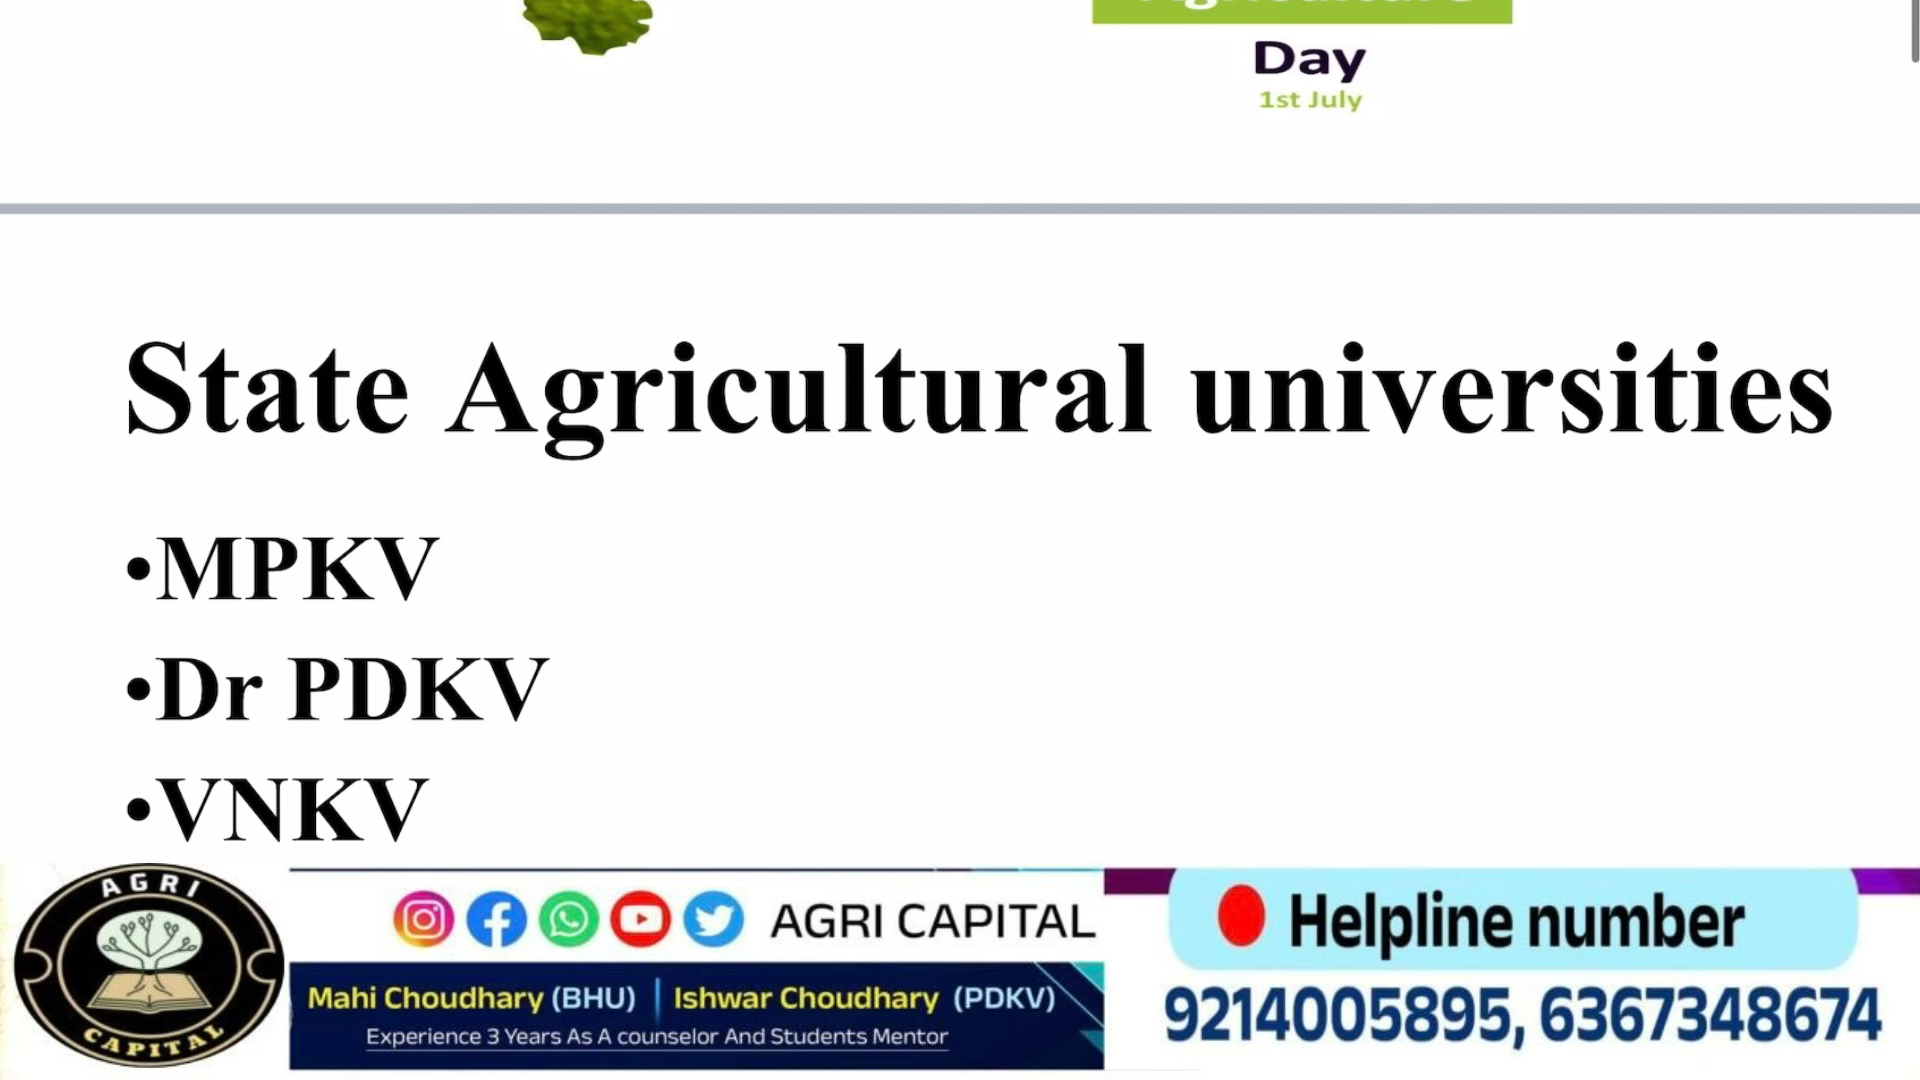 Day
1st July
State Agricultural universities
•MPKV
•Dr PDKV
•VNKV
AGRI
CAPITAL
AGRI CAPITAL
Mahi Choudhary (BHU) | Ishwar Choudhary (PDKV)
Experience 3 Years As A counselor And Students Mentor
Helpline number
9214005895, 6367348674